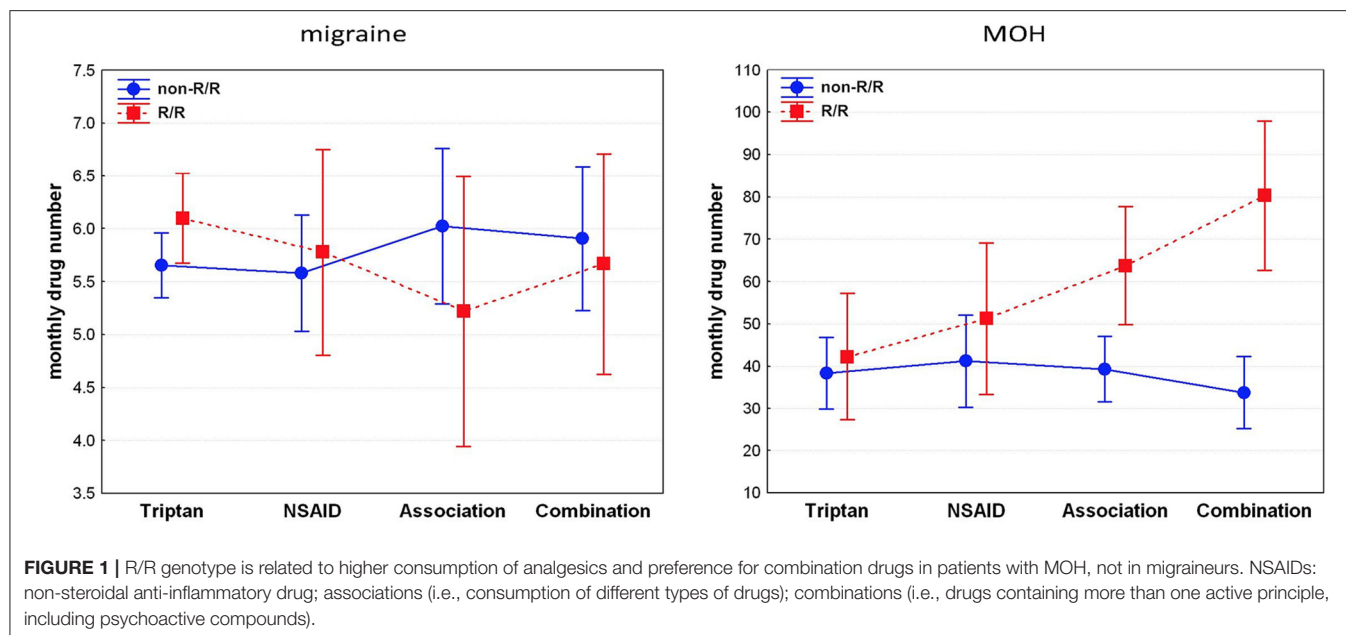 migraine
7.5
7.0
6.5
6.0
5.5
5.0
4.5
4.0
3.5
monthly drug number
non-R/R
R/R
Triptan NSAID Association Combination
MOH
110
100
90
80
70
60
50
40
30
20
10
monthly drug number
non-R/R
R/R
Triptan NSAID Association Combination
FIGURE 1 | R/R genotype is related to higher consumption of analgesics and preference for combination drugs in patients with MOH, not in migraineurs. NSAIDs:
non-steroidal anti-inflammatory drug; associations (i.e., consumption of different types of drugs); combinations (i.e., drugs containing more than one active principle,
including psychoactive compounds).